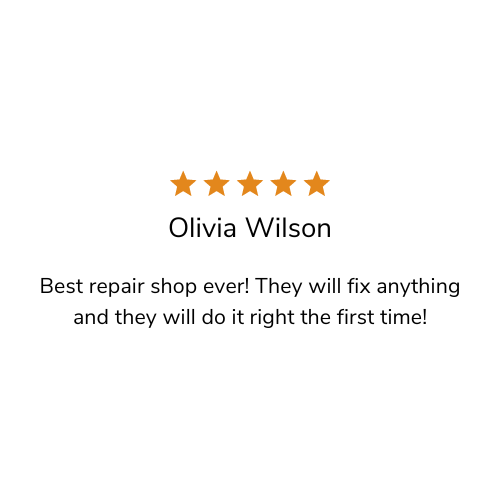 Olivia Wilson
Best repair shop ever! They will fix anything
and they will do it right the first time!